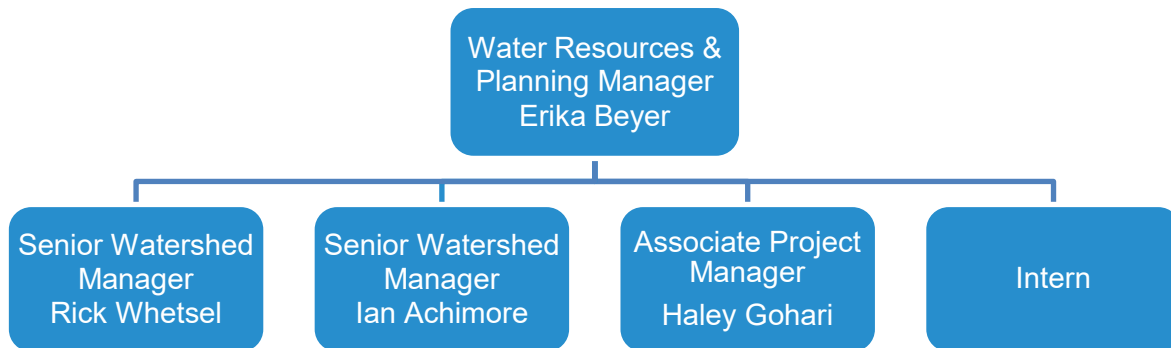 Water Resources &
Planning Manager
Erika Beyer
Senior Watershed
Manager
Rick Whetsel
Senior Watershed
Manager
Ian Achimore
Associate Project
Manager
Haley Gohari
Intern